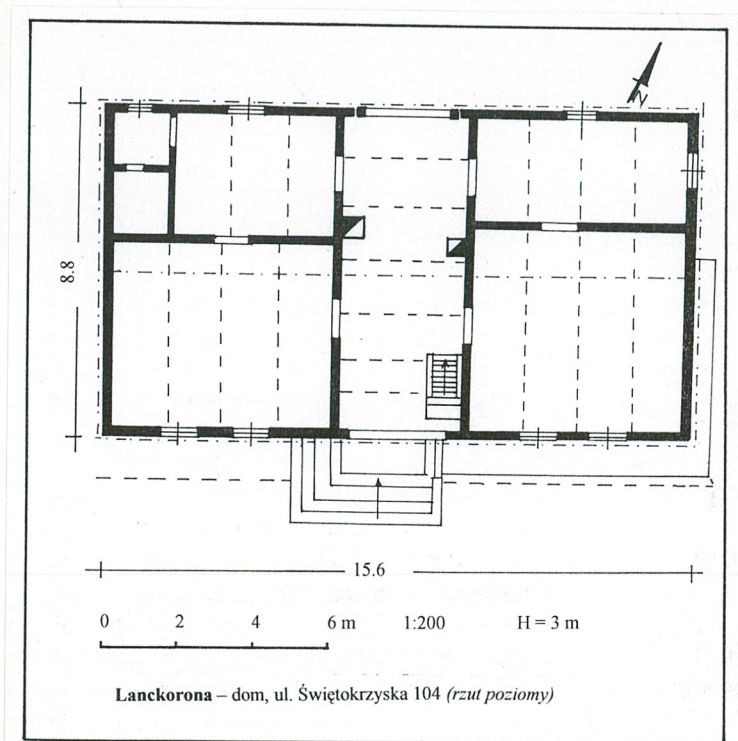 N
8.8
15.6
0 2 4 6 m 1:200 H = 3 m
Lanckorona – dom, ul. Świętokrzyska 104 (rzut poziomy)